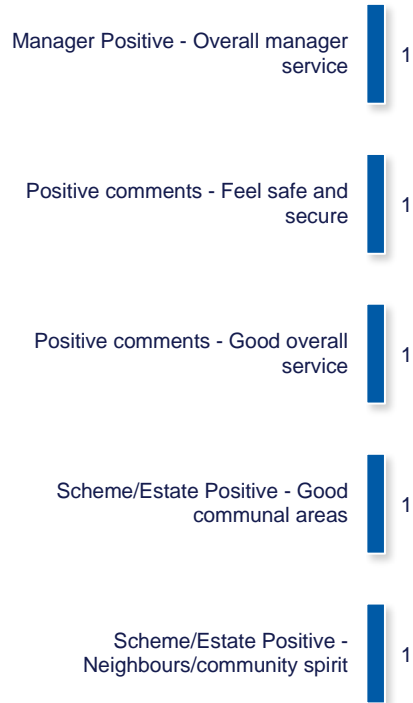 Manager Positive - Overall manager
service
1
Positive comments - Feel safe and
secure
1
Positive comments - Good overall
service
1
Scheme/Estate Positive - Good
communal areas
1
Scheme/Estate Positive -
Neighbours/community spirit
1